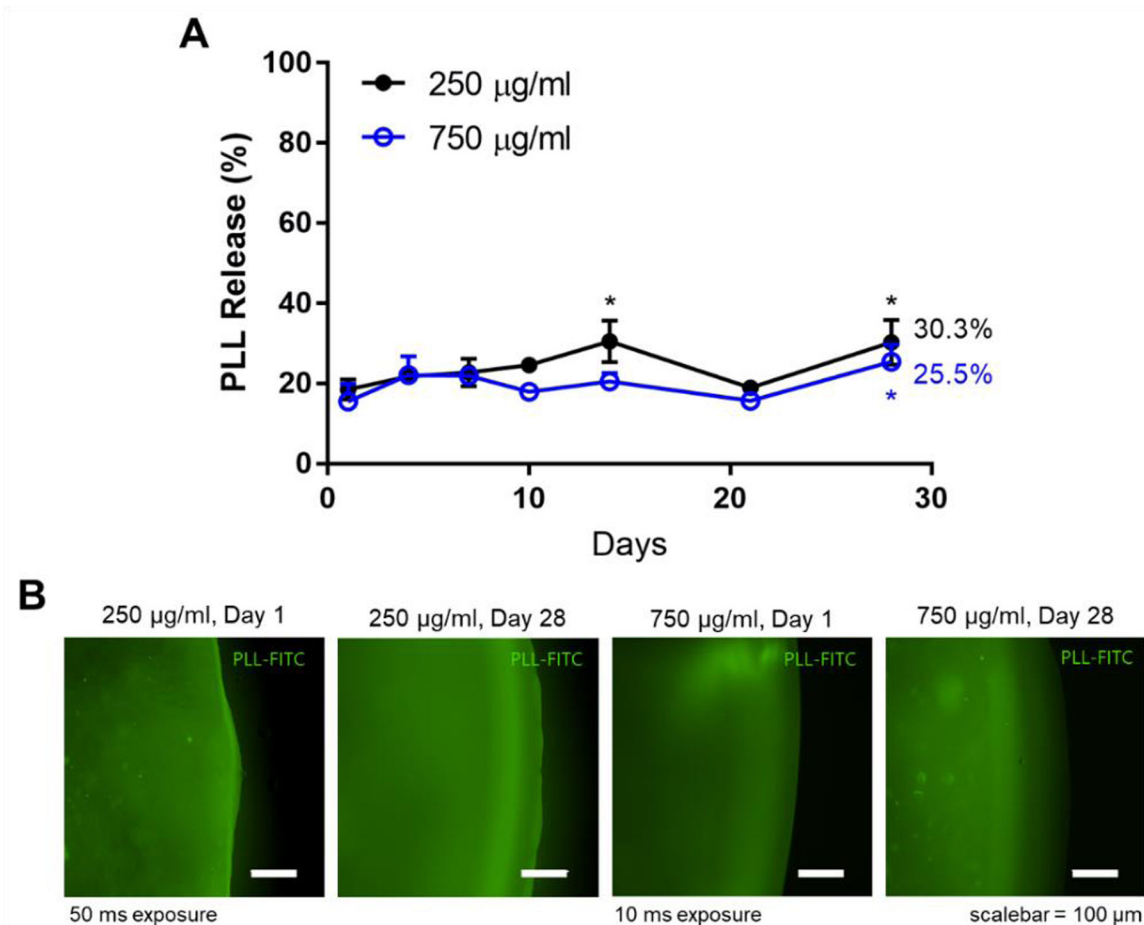 A
100
80
60
40
20
0
PLL Release (%)
250 μg/ml
750 μg/ml
*
*
30.3%
25.5%
*
0
10
20
30
Days
B
250 µg/ml, Day 1
250 µg/ml, Day 28
750 µg/ml, Day 1
750 µg/ml, Day 28
PLL-FITC
PLL-FITC
PLL-FITC
PLL-FITC
50 ms exposure
10 ms exposure
scalebar = 100 µm